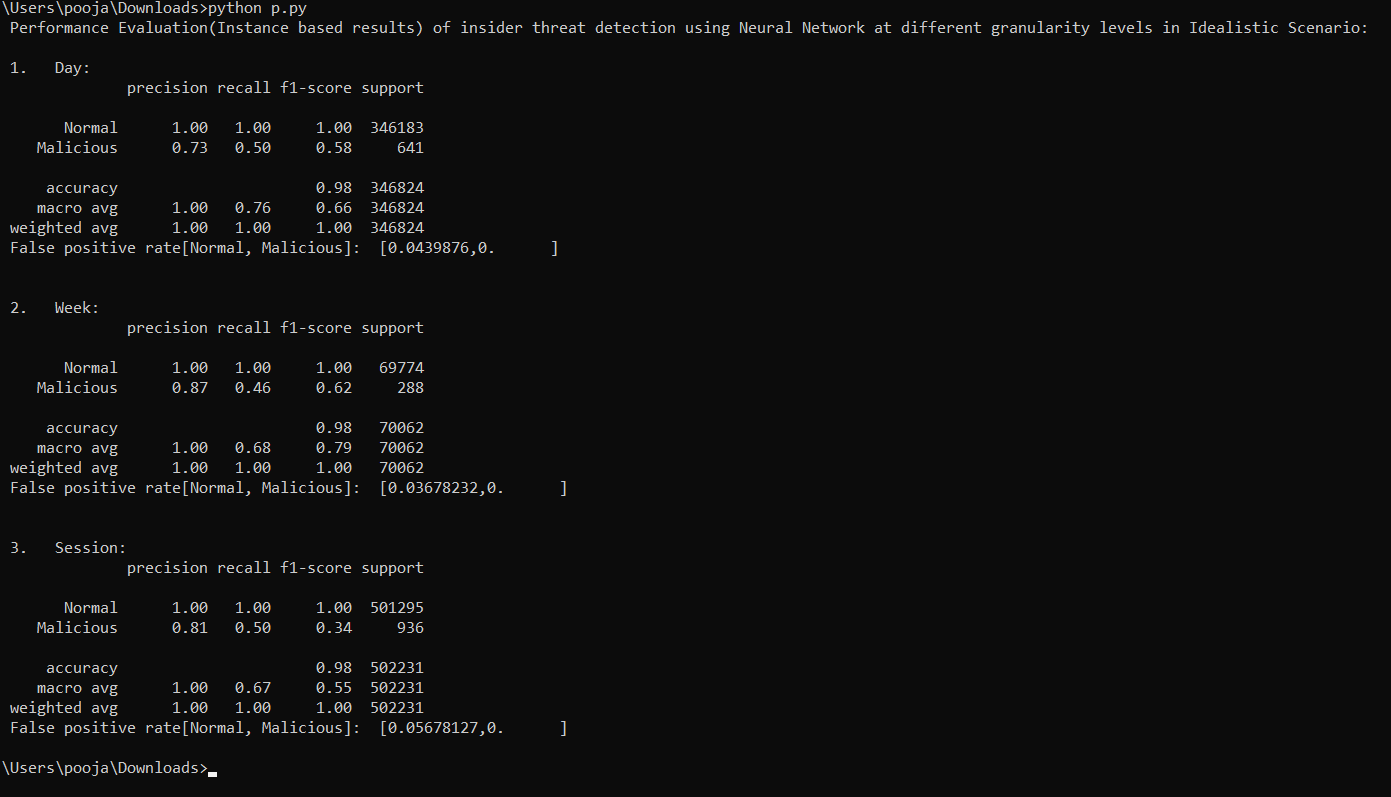 \Users\pooja\Downloads>python p.py
Performance Evaluation(Instance based results) of insider threat detection using Neural Network at different granularity levels in Idealistic Scenario:
1. Day:
precision recall f1-score support
Normal 1.00 1.00 1.00 346183
Malicious 0.73 0.50 0.58 641
accuracy 0.98 346824
macro avg 1.00 0.76 0.66 346824
weighted avg 1.00 1.00 1.00 346824
False positive rate[Normal, Malicious]: [0.0439876,0. ]
2. Week:
precision recall f1-score support
Normal 1.00 1.00 1.00 69774
Malicious 0.87 0.46 0.62 288
accuracy 0.98 70062
macro avg 1.00 0.68 0.79 70062
weighted avg 1.00 1.00 1.00 70062
False positive rate[Normal, Malicious]: [0.03678232,0. ]
3. Session:
precision recall f1-score support
Normal 1.00 1.00 1.00 501295
Malicious 0.81 0.50 0.34 936
accuracy 0.98 502231
macro avg 1.00 0.67 0.55 502231
weighted avg 1.00 1.00 1.00 502231
False positive rate[Normal, Malicious]: [0.05678127,0. ]
\Users\pooja\Downloads>